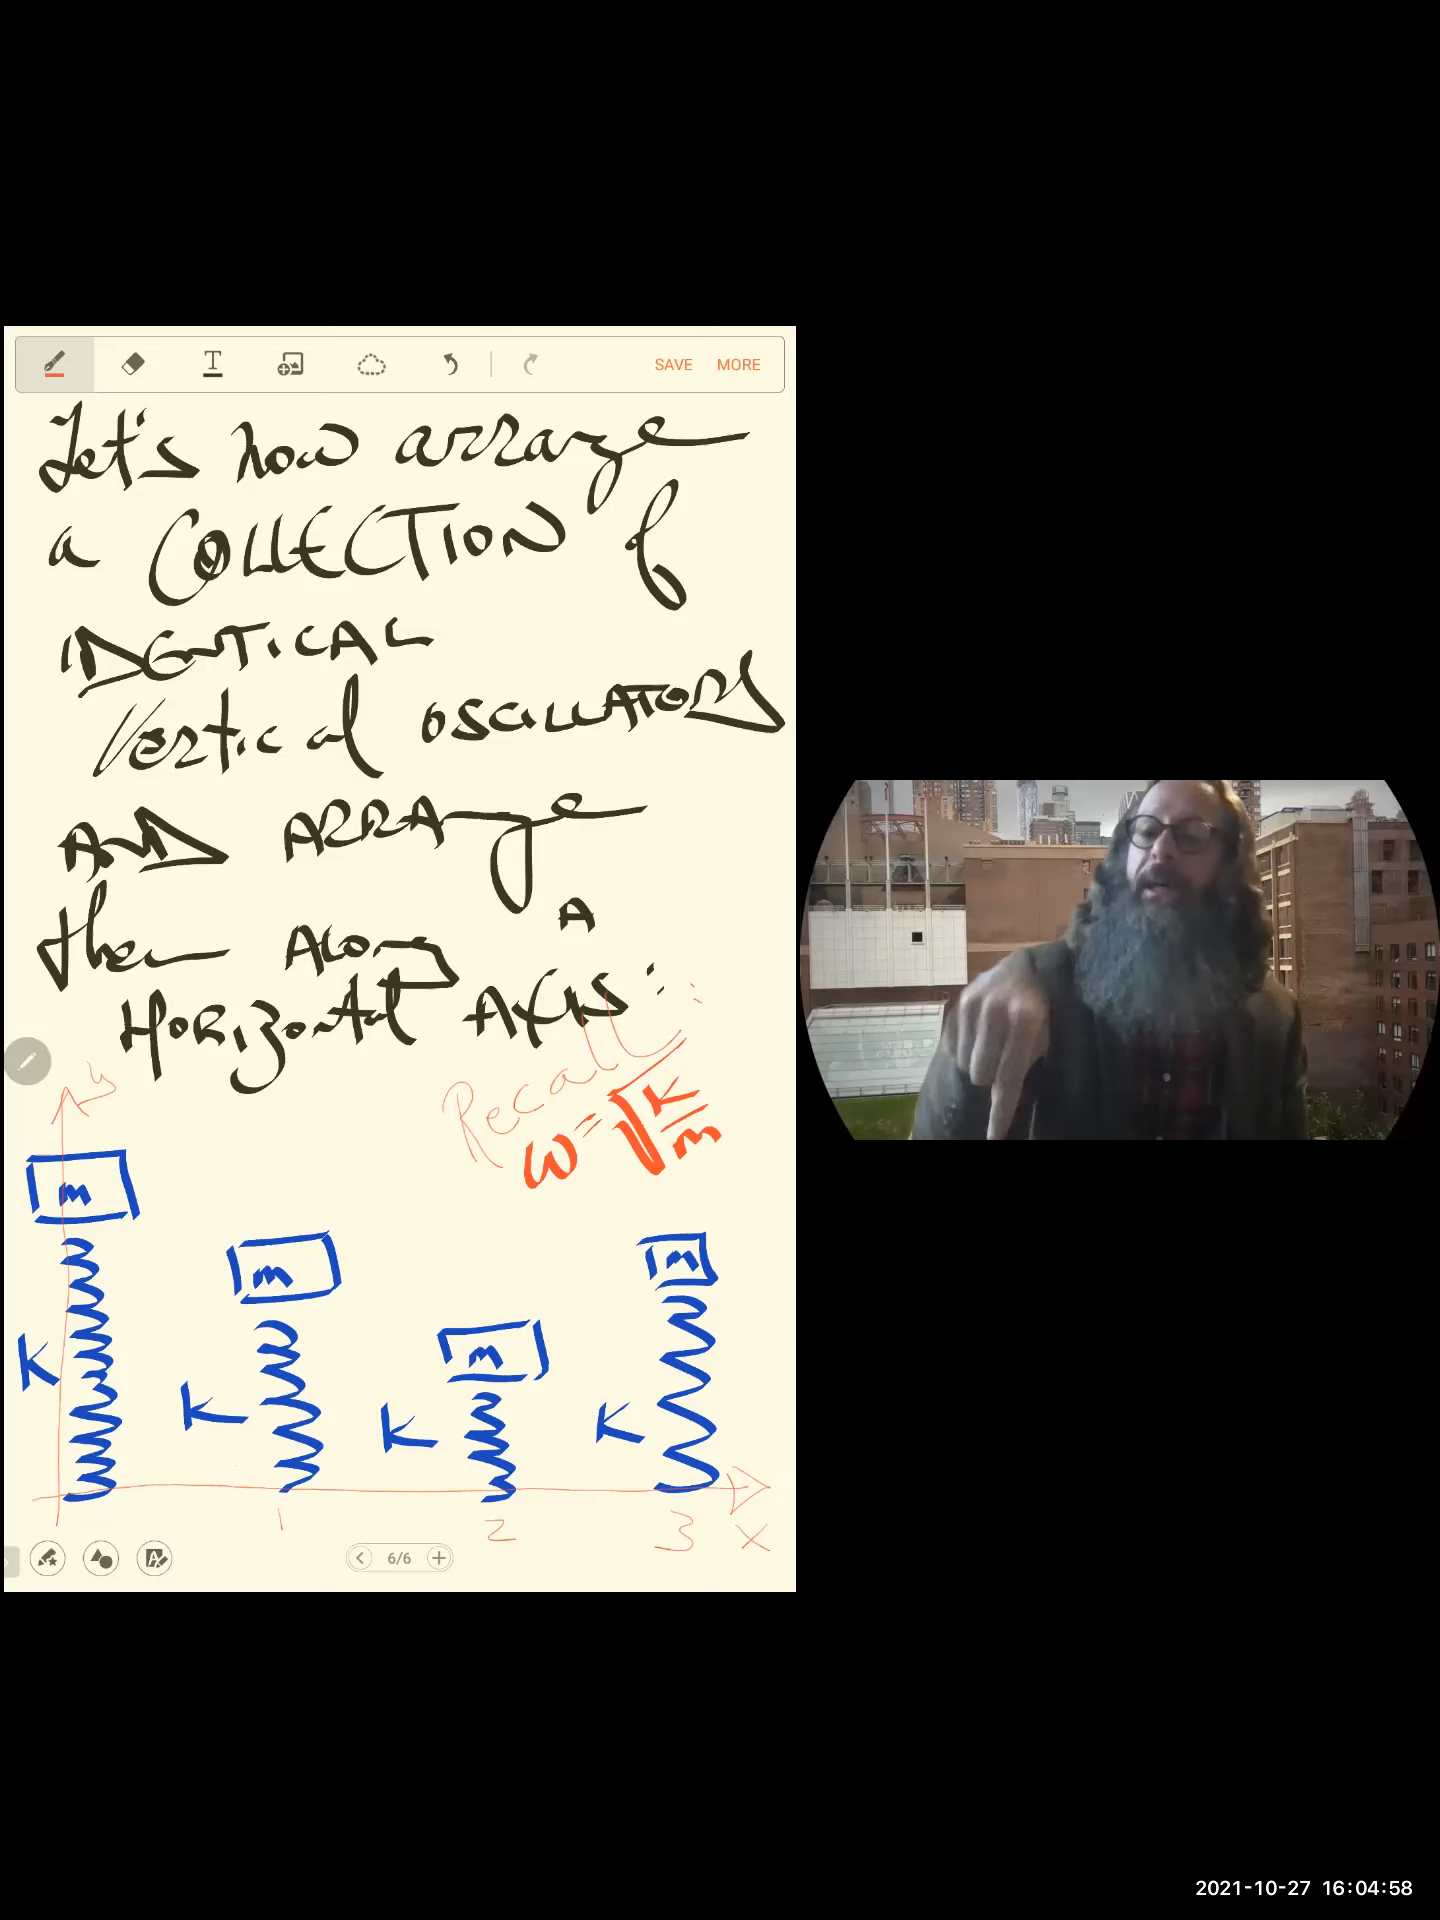 SAVE MORE
Let's now arrange
a COLLECTION of
IDENTICAL
Vertical OSCILLATORY
AND ARRAnge
them Along A
HORIZontal AXIS:
Recall:
ω=√K/m
y
m
m
m
m
K
K
K
K
1 2 3 X
6/6
2021-10-27 16:04:58